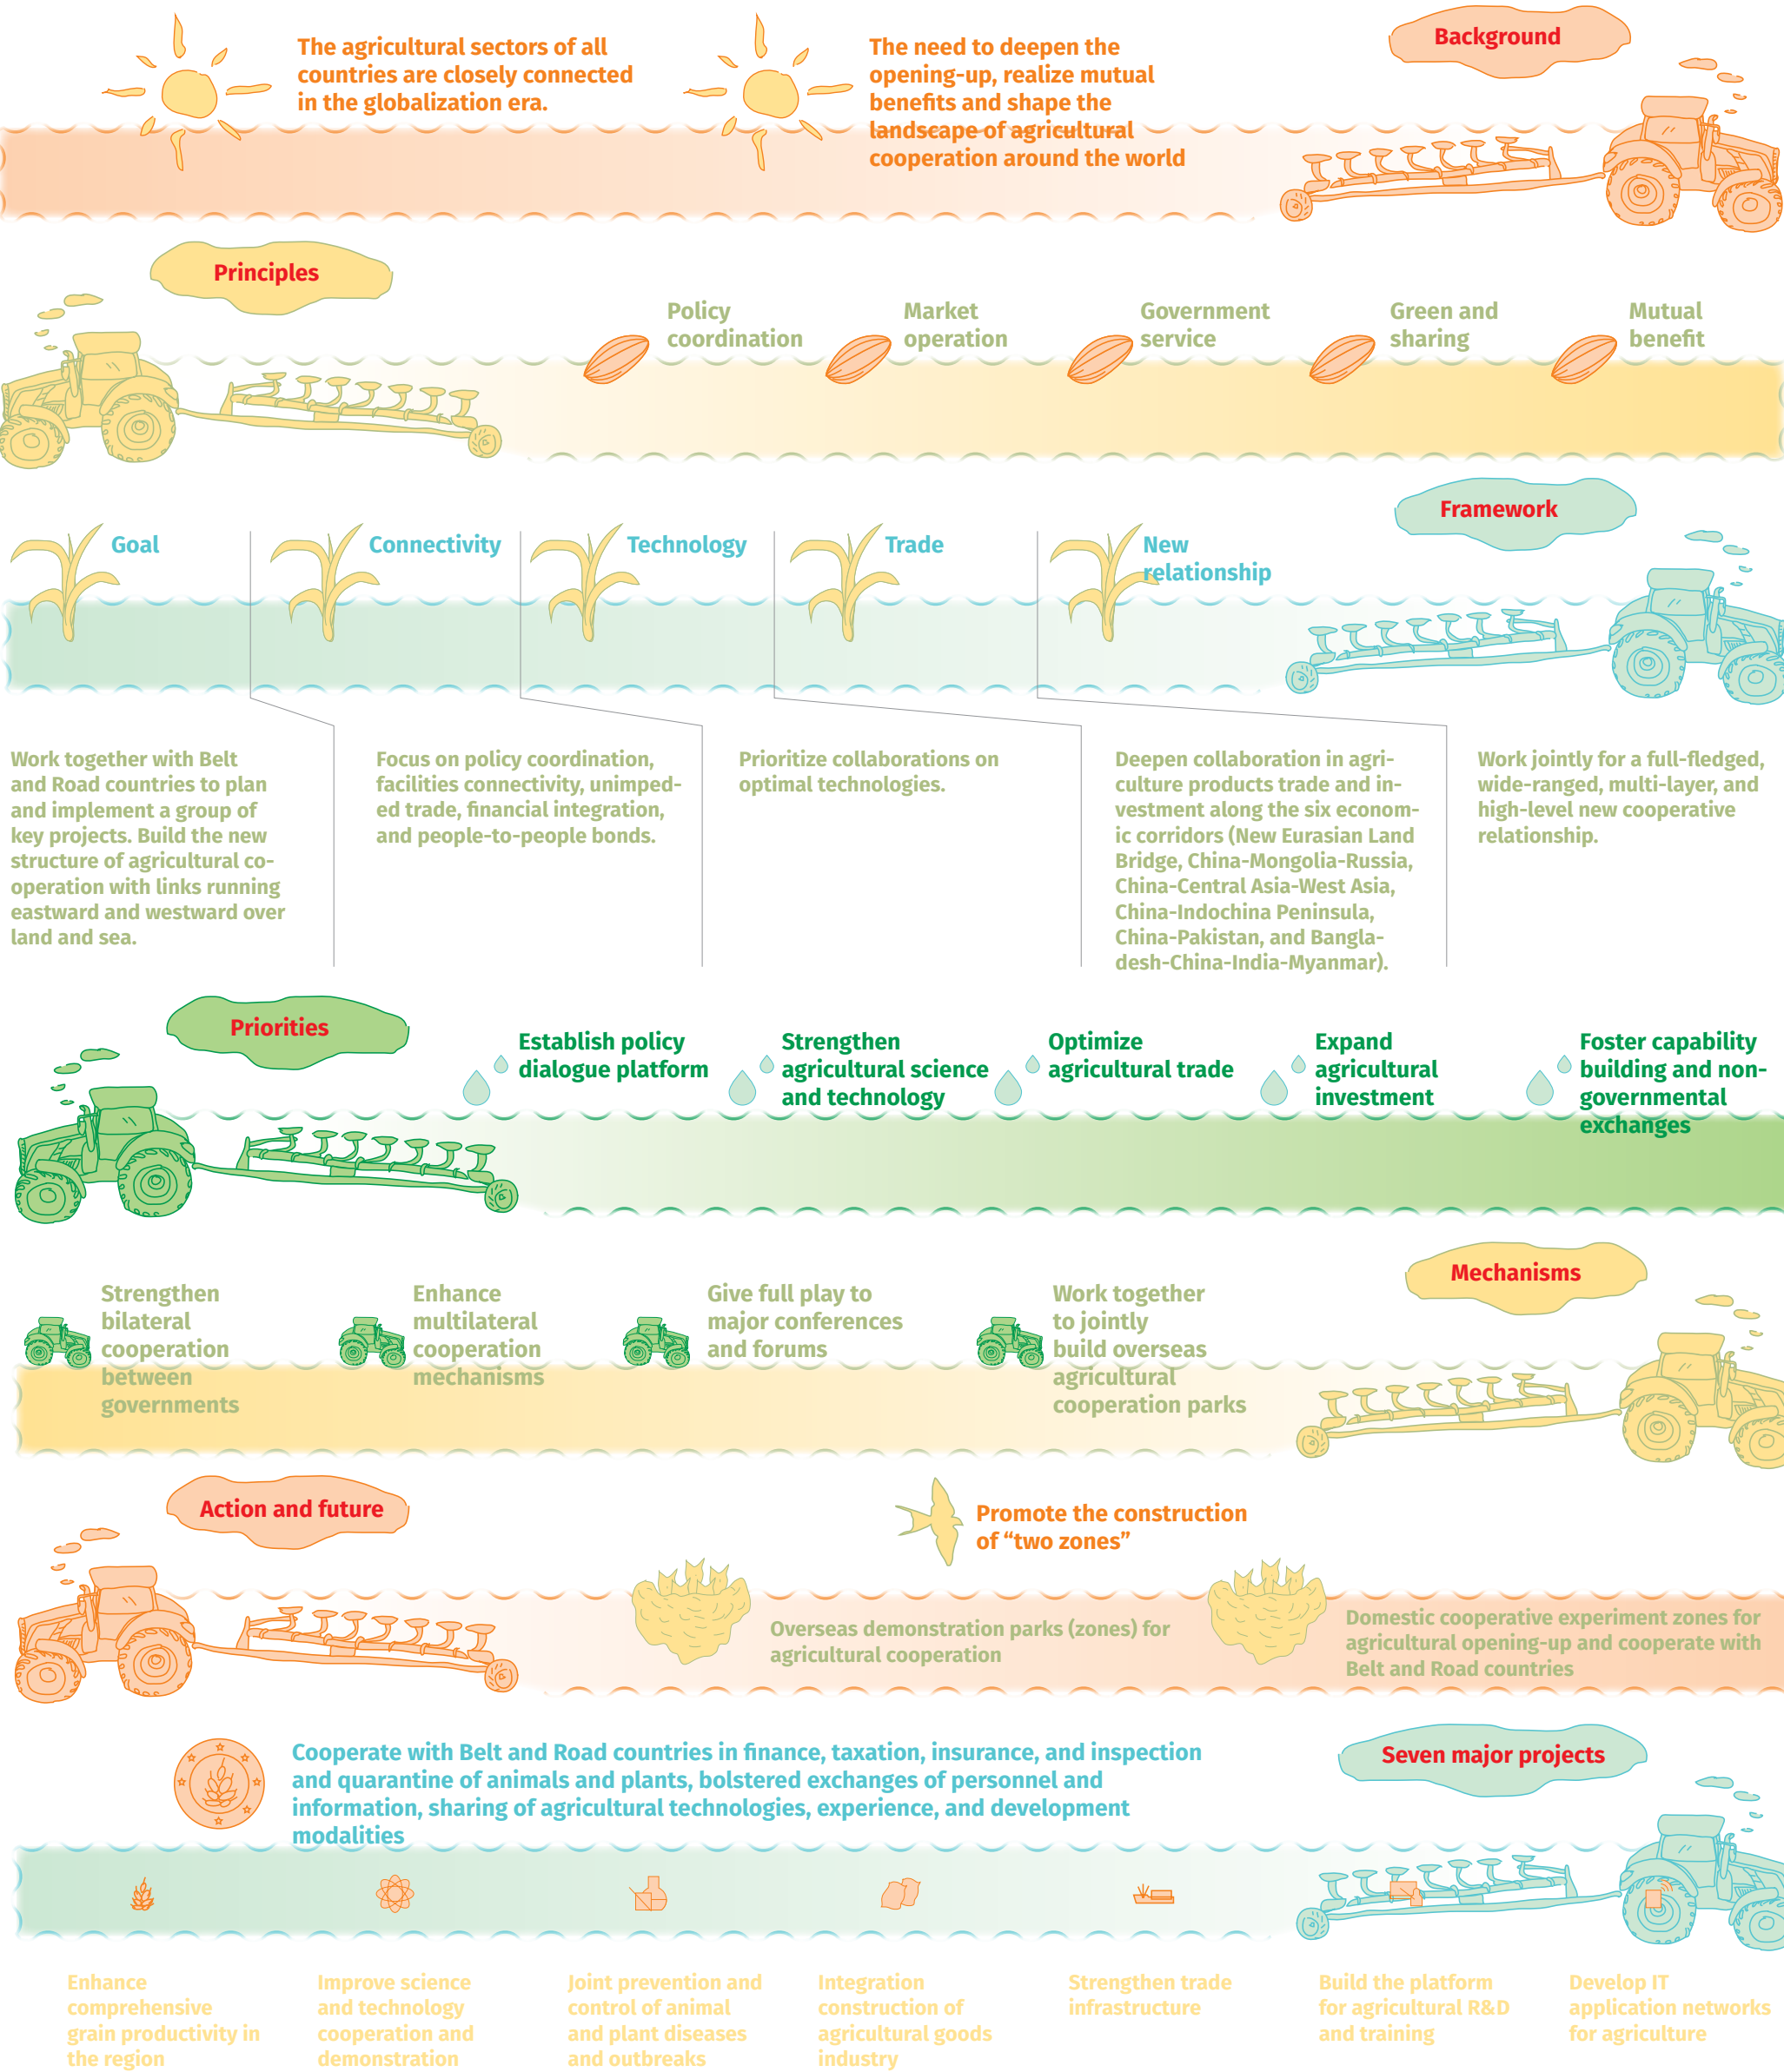 Background
The agricultural sectors of all
countries are closely connected
in the globalization era.
The need to deepen the
opening-up, realize mutual
benefits and shape the
landscape of agricultural
cooperation around the world
Principles
Policy
coordination
Market
operation
Government
service
Green and
sharing
Mutual
benefit
Framework
Goal
Connectivity
Technology
Trade
New
relationship
Work together with Belt
and Road countries to plan
and implement a group of
key projects. Build the new
structure of agricultural co-
operation with links running
eastward and westward over
land and sea.
Focus on policy coordination,
facilities connectivity, unimped-
ed trade, financial integration,
and people-to-people bonds.
Prioritize collaborations on
optimal technologies.
Deepen collaboration in agri-
culture products trade and in-
vestment along the six econom-
ic corridors (New Eurasian Land
Bridge, China-Mongolia-Russia,
China-Central Asia-West Asia,
China-Indochina Peninsula,
China-Pakistan, and Bangla-
desh-China-India-Myanmar).
Work jointly for a full-fledged,
wide-ranged, multi-layer, and
high-level new cooperative
relationship.
Priorities
Establish policy
dialogue platform
Strengthen
agricultural science
and technology
Optimize
agricultural trade
Expand
agricultural
investment
Foster capability
building and non-
governmental
exchanges
Mechanisms
Strengthen
bilateral
cooperation
between
governments
Enhance
multilateral
cooperation
mechanisms
Give full play to
major conferences
and forums
Work together
to jointly
build overseas
agricultural
cooperation parks
Action and future
Promote the construction
of “two zones”
Overseas demonstration parks (zones) for
agricultural cooperation
Domestic cooperative experiment zones for
agricultural opening-up and cooperate with
Belt and Road countries
Seven major projects
Cooperate with Belt and Road countries in finance, taxation, insurance, and inspection
and quarantine of animals and plants, bolstered exchanges of personnel and
information, sharing of agricultural technologies, experience, and development
modalities
Enhance
comprehensive
grain productivity in
the region
Improve science
and technology
cooperation and
demonstration
Joint prevention and
control of animal
and plant diseases
and outbreaks
Integration
construction of
agricultural goods
industry
Strengthen trade
infrastructure
Build the platform
for agricultural R&D
and training
Develop IT
application networks
for agriculture